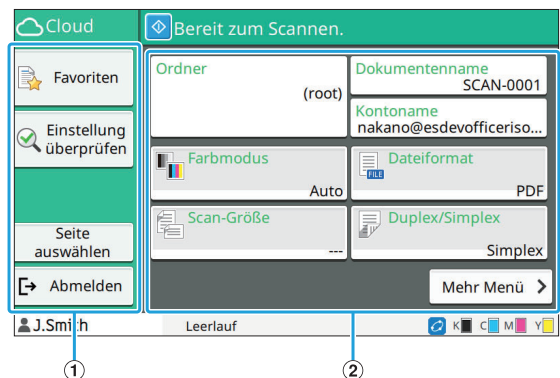 Cloud
Bereit zum Scannen.
Favoriten
Einstellung
überprüfen
Seite
auswählen
Abmelden
Ordner
(root)
Dokumentenname
SCAN-0001
Kontoname
nakano@esdevofficeriso...
Farbmodus
Auto
Dateiformat
FILE
PDF
Scan-Größe
---
Duplex/Simplex
Simplex
Mehr Menü
J.Smith
Leerlauf
K C M Y
1
2